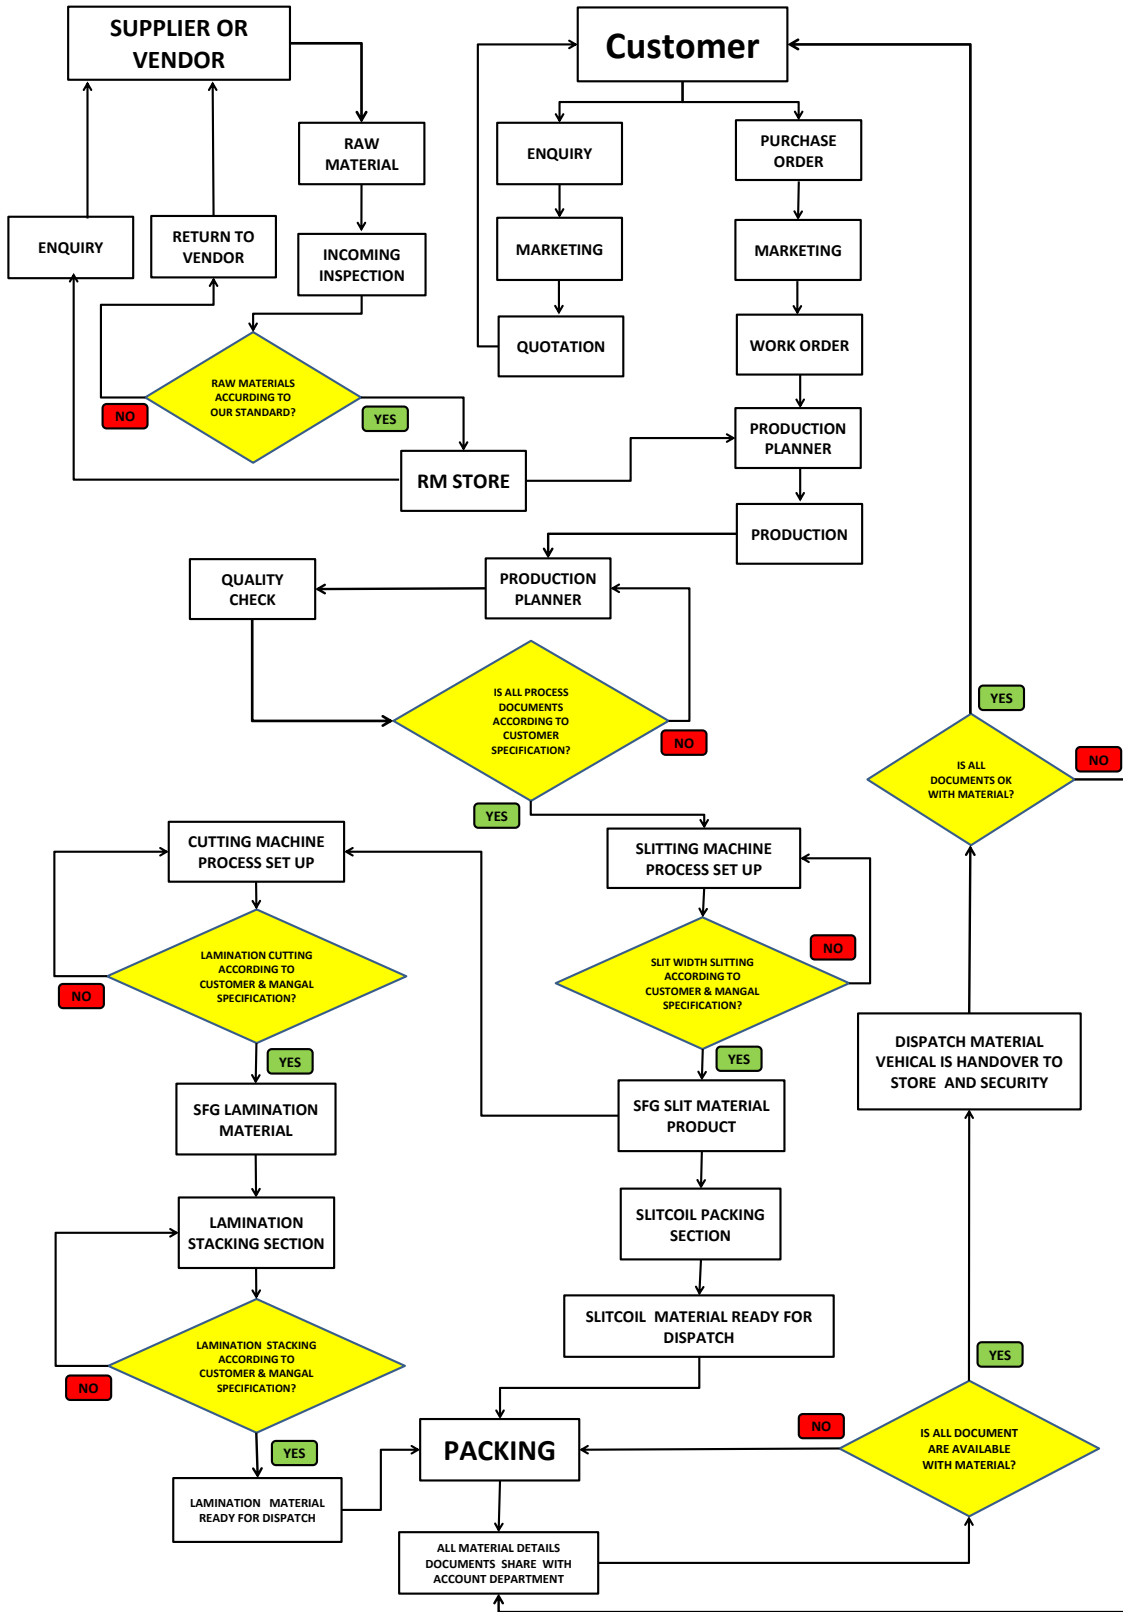 SUPPLIER OR
VENDOR
Customer
RAW
MATERIAL
ENQUIRY
PURCHASE
ORDER
ENQUIRY
RETURN TO
VENDOR
INCOMING
INSPECTION
MARKETING
MARKETING
QUOTATION
WORK ORDER
RAW MATERIALS
ACCORDING TO
OUR STANDARD?
NO
YES
PRODUCTION
PLANNER
RM STORE
PRODUCTION
QUALITY
CHECK
PRODUCTION
PLANNER
IS ALL PROCESS
DOCUMENTS
ACCORDING TO
CUSTOMER
SPECIFICATION?
NO
YES
YES
IS ALL
DOCUMENTS OK
WITH MATERIAL?
NO
CUTTING MACHINE
PROCESS SET UP
SLITTING MACHINE
PROCESS SET UP
LAMINATION CUTTING
ACCORDING TO
CUSTOMER & MANGAL
SPECIFICATION?
NO
YES
SLIT WIDTH SLITTING
ACCORDING TO
CUSTOMER & MANGAL
SPECIFICATION?
NO
YES
DISPATCH MATERIAL
VEHICAL IS HANDOVER TO
STORE AND SECURITY
SFG LAMINATION
MATERIAL
SFG SLIT MATERIAL
PRODUCT
LAMINATION
STACKING SECTION
SLITCOIL PACKING
SECTION
SLITCOIL MATERIAL READY FOR
DISPATCH
LAMINATION STACKING
ACCORDING TO
CUSTOMER & MANGAL
SPECIFICATION?
NO
YES
YES
NO
IS ALL DOCUMENT
ARE AVAILABLE
WITH MATERIAL?
PACKING
LAMINATION MATERIAL
READY FOR DISPATCH
ALL MATERIAL DETAILS
DOCUMENTS SHARE WITH
ACCOUNT DEPARTMENT